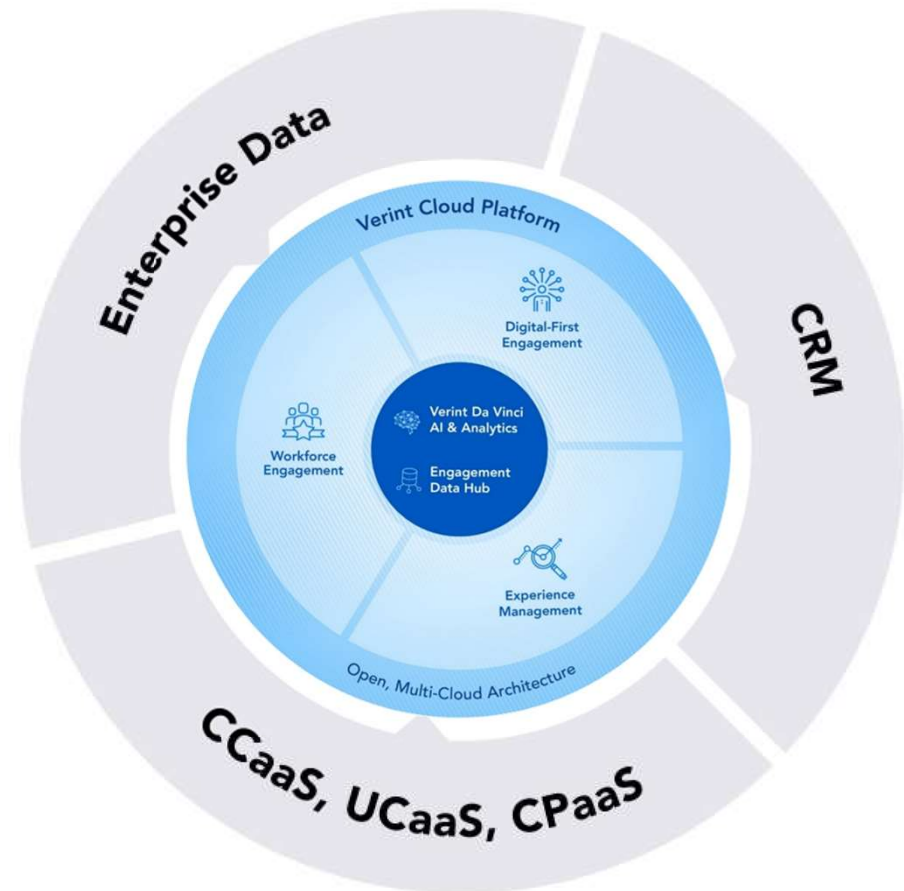 Enterprise Data
CRM
Verint Cloud Platform
Digital-First
Engagement
Workforce
Engagement
Verint Da Vinci
AI & Analytics
Engagement
Data Hub
Experience
Management
Open, Multi-Cloud Architecture
CCaaS, UCaaS, CPaaS